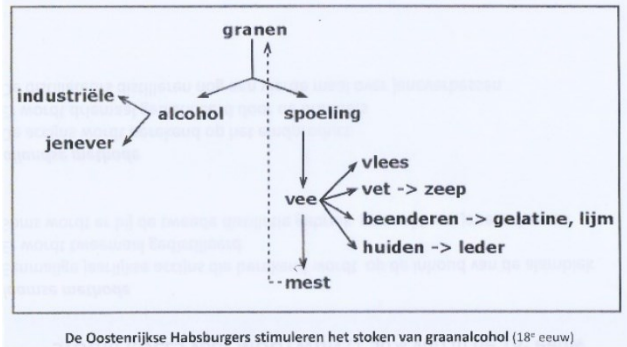 granen
industriële
alcohol
spoeling
jenever
vlees
vee
vet -> zeep
beenderen -> gelatine, lijm
huiden -> leder
mest
De Oostenrijkse Habsburgers stimuleren het stoken van graanalcohol (18e eeuw)